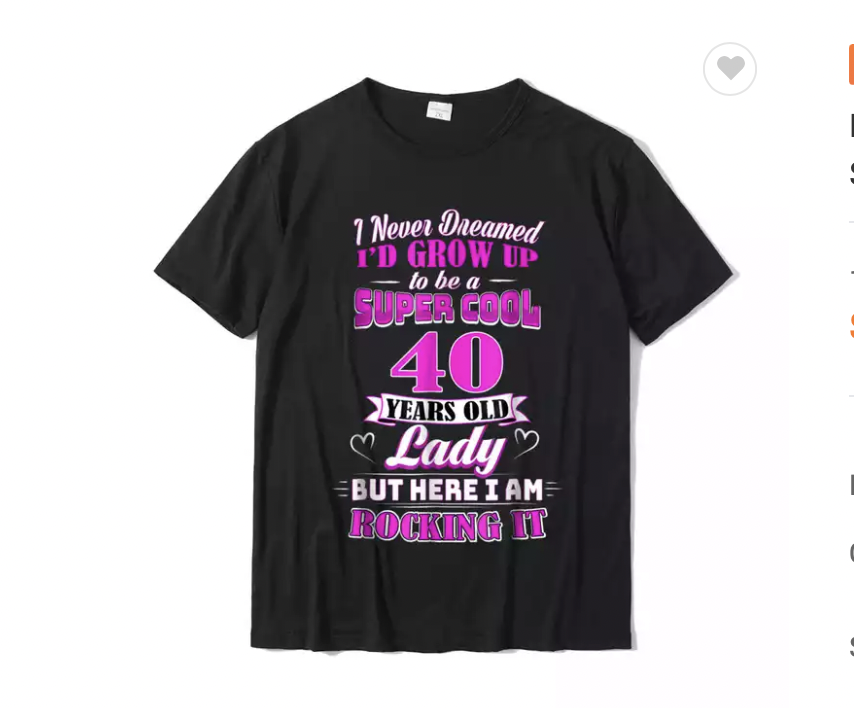 I Never Dreamed
I'D GROW UP
to be a
SUPER COOL
40
YEARS OLD
Lady
BUT HERE I AM
ROCKING IT